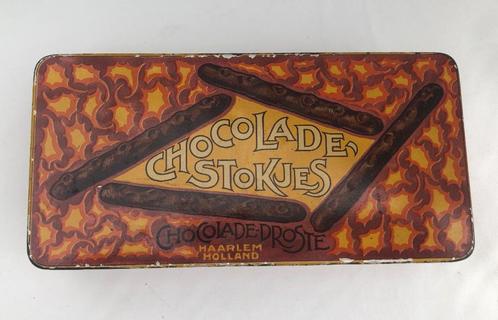 CHOCOLADE,
STOKJES
CHOCOLADE-DROSTE
HAARLEM
HOLLAND